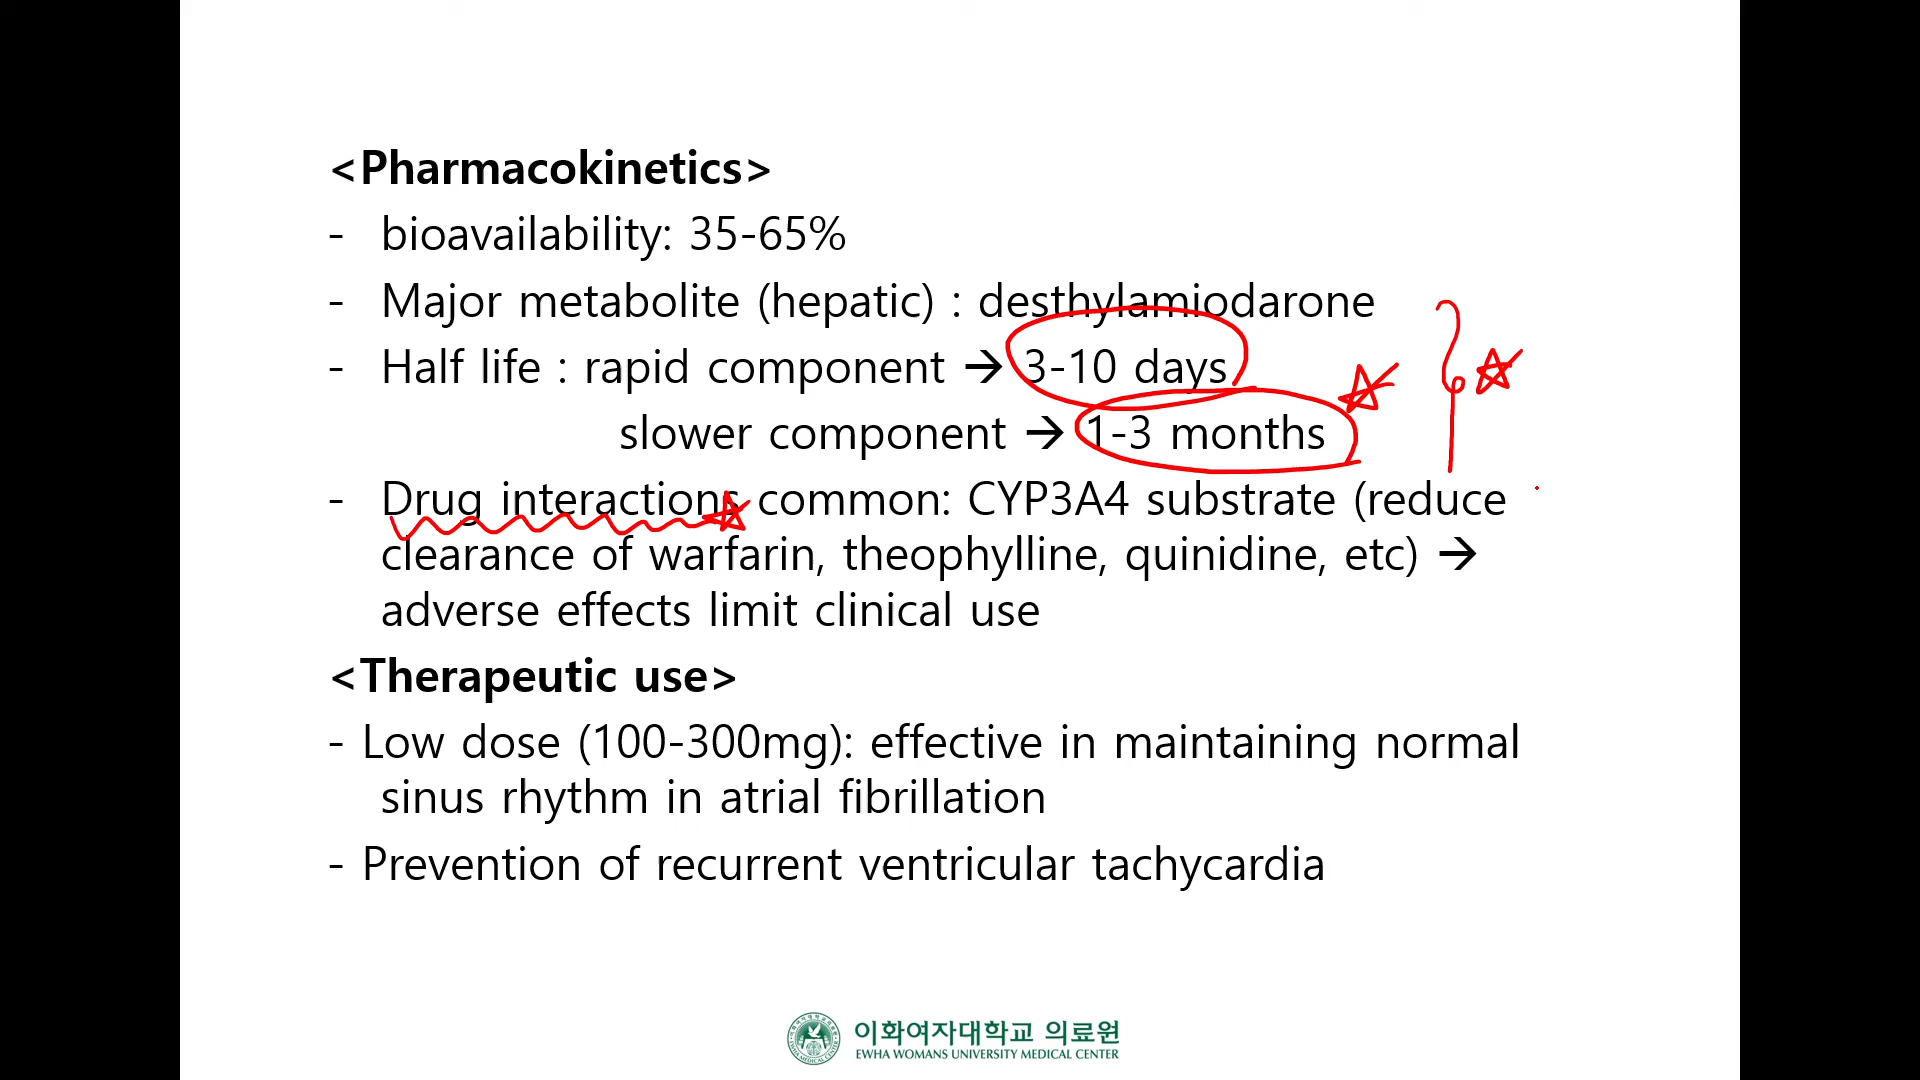 <Pharmacokinetics>
- bioavailability: 35-65%
- Major metabolite (hepatic) : desthylamiodarone
- Half life : rapid component → 3-10 days
slower component → 1-3 months
- Drug interactions common: CYP3A4 substrate (reduce
clearance of warfarin, theophylline, quinidine, etc) →
adverse effects limit clinical use
<Therapeutic use>
- Low dose (100-300mg): effective in maintaining normal
sinus rhythm in atrial fibrillation
- Prevention of recurrent ventricular tachycardia
이화여자대학교 의료원
EWHA WOMANS UNIVERSITY MEDICAL CENTER